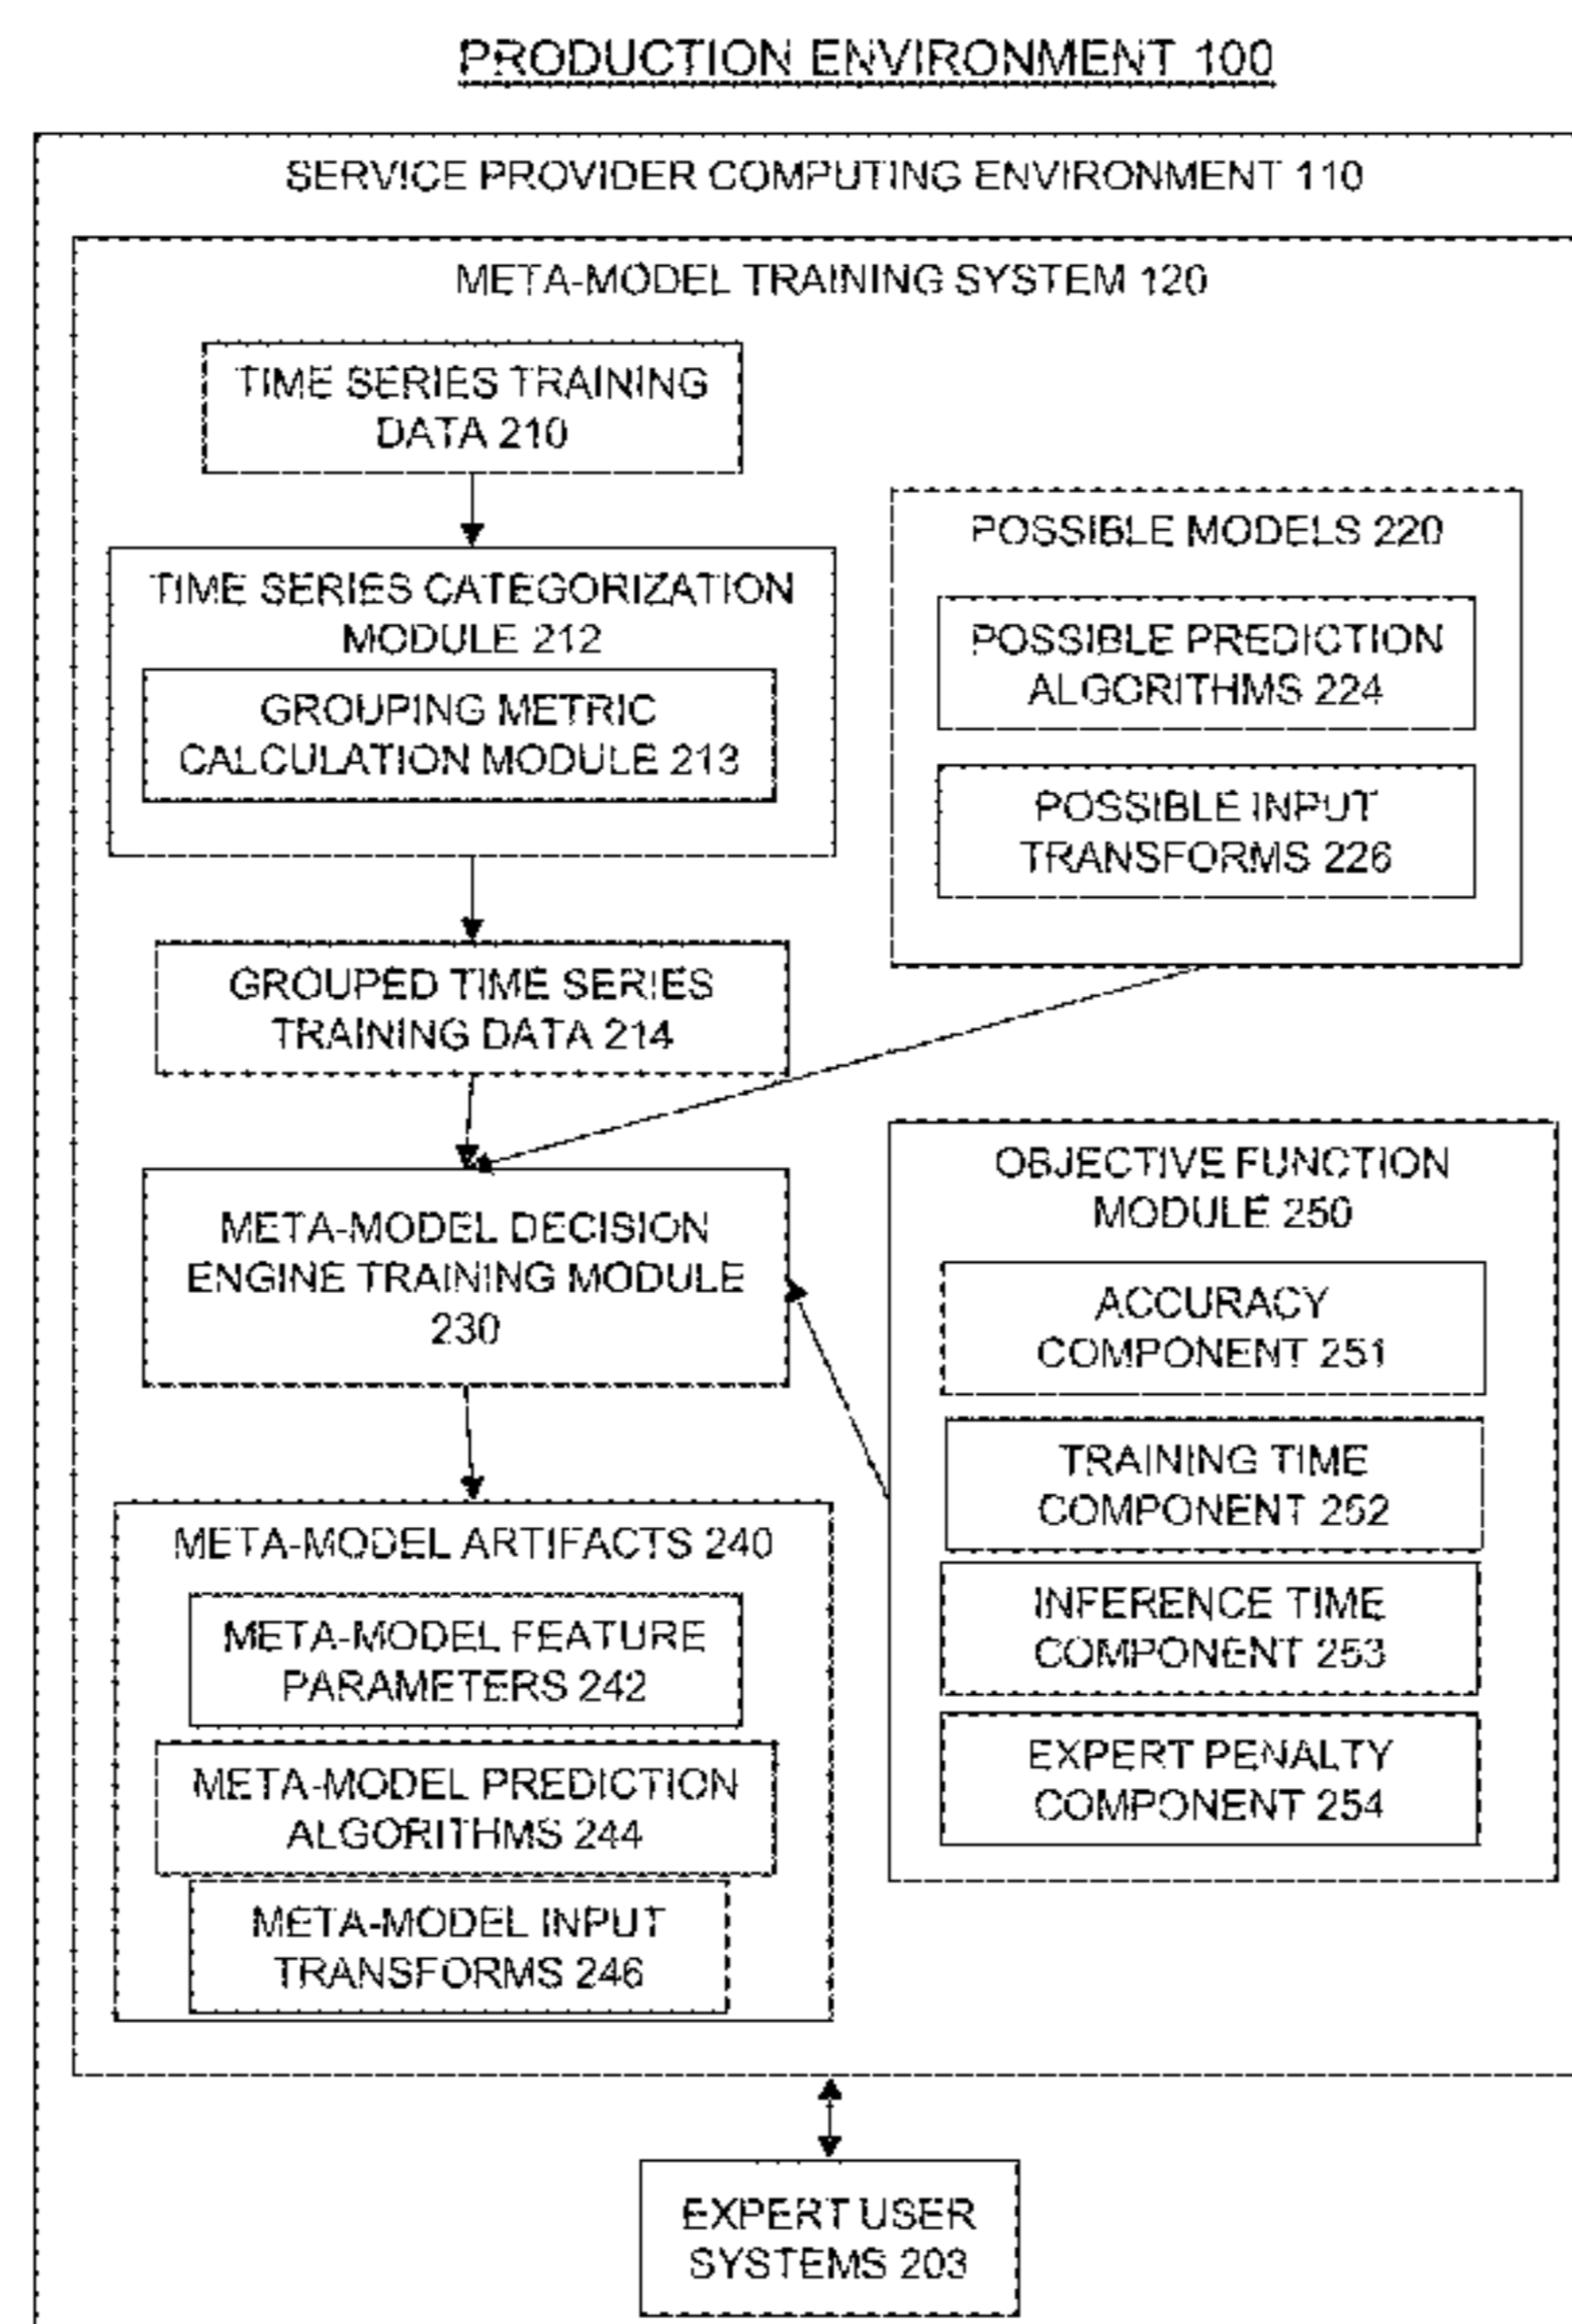 PRODUCTION ENVIRONMENT 100
SERVICE PROVIDER COMPUTING ENVIRONMENT 110
META-MODEL TRAINING SYSTEM 120
TIME SERIES TRAINING
DATA 210
TIME SERIES CATEGORIZATION
MODULE 212
GROUPING METRIC
CALCULATION MODULE 213
GROUPED TIME SERIES
TRAINING DATA 214
POSSIBLE MODELS 220
POSSIBLE PREDICTION
ALGORITHMS 224
POSSIBLE INPUT
TRANSFORMS 226
META-MODEL DECISION
ENGINE TRAINING MODULE
230
OBJECTIVE FUNCTION
MODULE 250
ACCURACY
COMPONENT 251
TRAINING TIME
COMPONENT 252
INFERENCE TIME
COMPONENT 253
EXPERT PENALTY
COMPONENT 254
META-MODEL ARTIFACTS 240
META-MODEL FEATURE
PARAMETERS 242
META-MODEL PREDICTION
ALGORITHMS 244
META-MODEL INPUT
TRANSFORMS 246
EXPERT USER
SYSTEMS 203